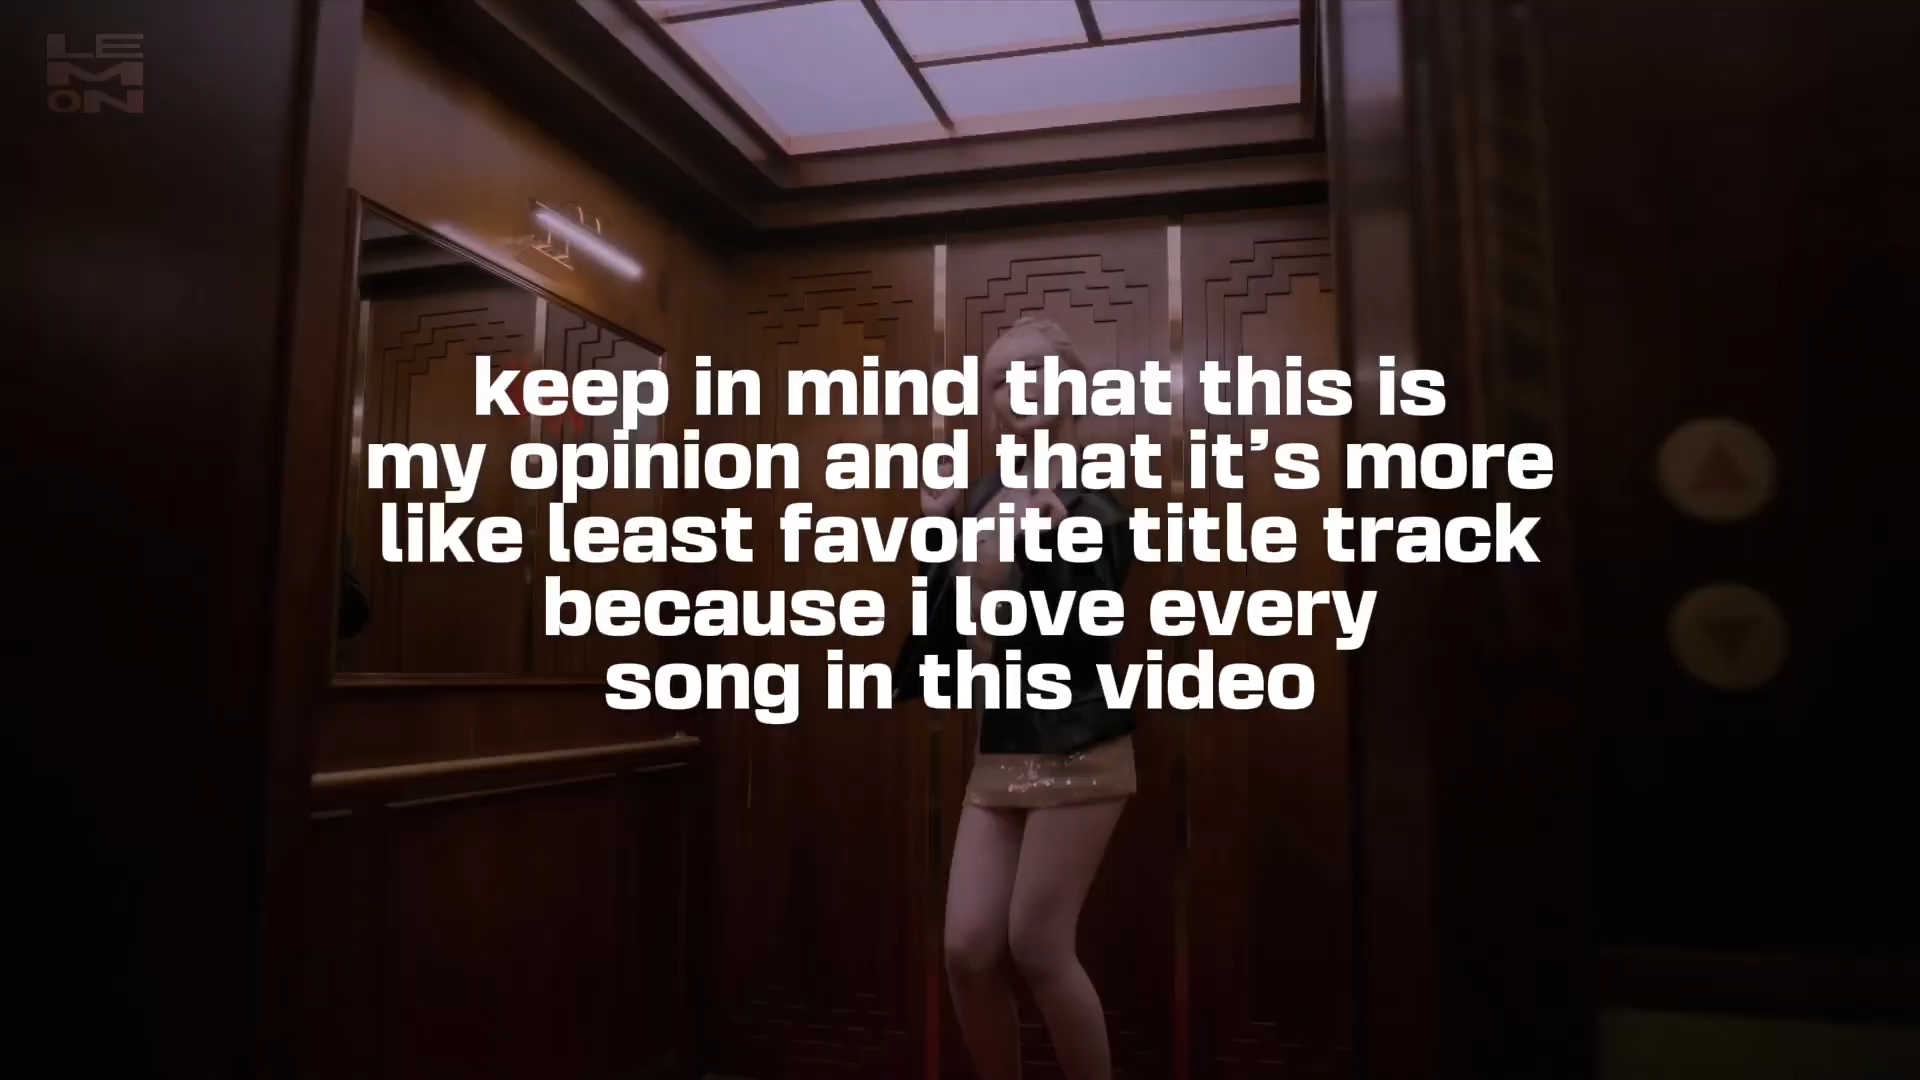 LE
M
ON
keep in mind that this is
my opinion and that it's more
like least favorite title track
because i love every
song in this video